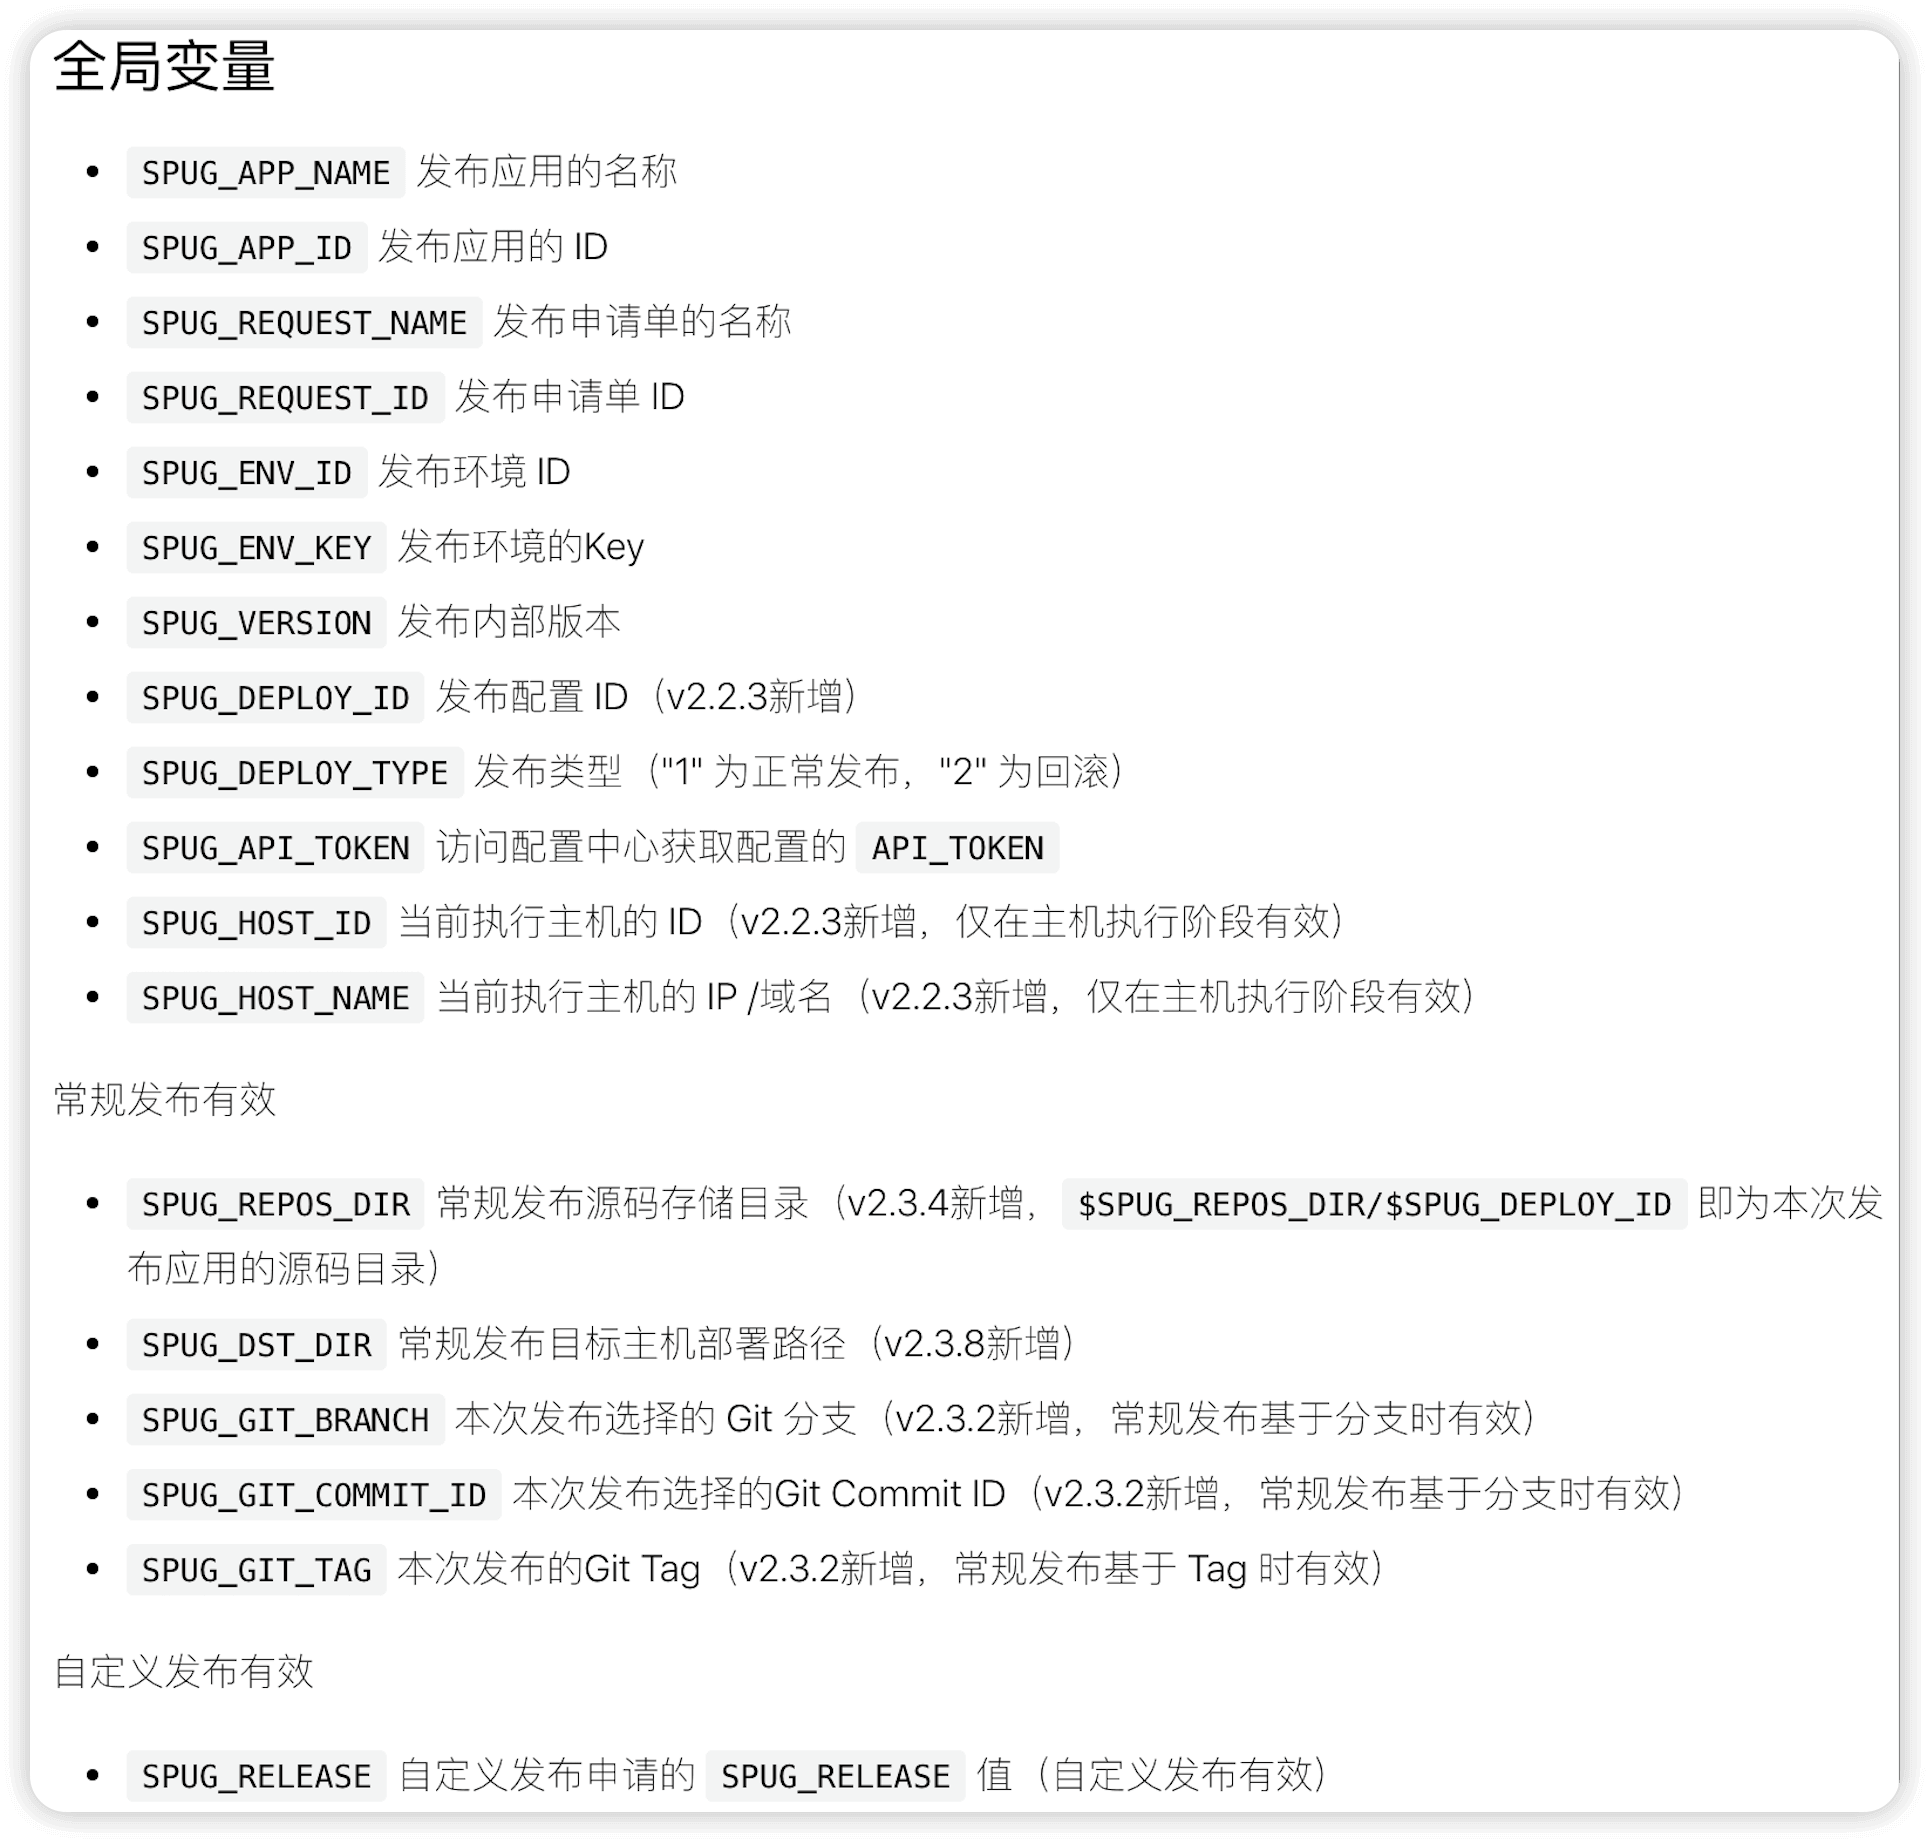 全局变量
SPUG_APP_NAME 发布应用的名称
SPUG_APP_ID 发布应用的 ID
SPUG_REQUEST_NAME 发布申请单的名称
SPUG_REQUEST_ID 发布申请单 ID
SPUG_ENV_ID 发布环境 ID
SPUG_ENV_KEY 发布环境的Key
SPUG_VERSION 发布内部版本
SPUG_DEPLOY_ID 发布配置 ID（v2.2.3新增）
SPUG_DEPLOY_TYPE 发布类型（"1" 为正常发布，"2" 为回滚）
SPUG_API_TOKEN 访问配置中心获取配置的 API_TOKEN
SPUG_HOST_ID 当前执行主机的 ID（v2.2.3新增，仅在主机执行阶段有效）
SPUG_HOST_NAME 当前执行主机的 IP /域名（v2.2.3新增，仅在主机执行阶段有效）
常规发布有效
SPUG_REPOS_DIR 常规发布源码存储目录（v2.3.4新增，$SPUG_REPOS_DIR/$SPUG_DEPLOY_ID 即为本次发
布应用的源码目录）
SPUG_DST_DIR 常规发布目标主机部署路径（v2.3.8新增）
SPUG_GIT_BRANCH 本次发布选择的 Git 分支（v2.3.2新增，常规发布基于分支时有效）
SPUG_GIT_COMMIT_ID 本次发布选择的Git Commit ID（v2.3.2新增，常规发布基于分支时有效）
SPUG_GIT_TAG 本次发布的Git Tag（v2.3.2新增，常规发布基于 Tag 时有效）
自定义发布有效
SPUG_RELEASE 自定义发布申请的 SPUG_RELEASE 值（自定义发布有效）